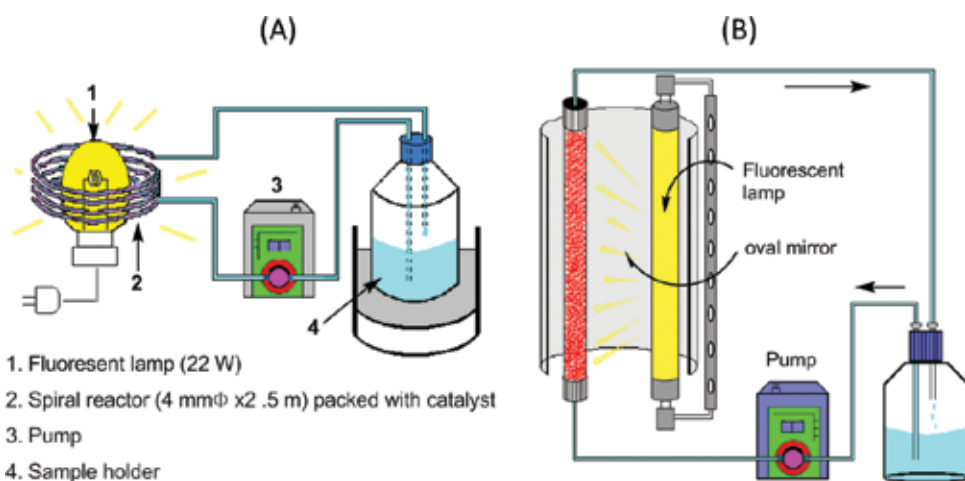 (A)
(B)
1
2
3
4
Fluorescent
lamp
oval mirror
Pump
1. Fluoresent lamp (22 W)
2. Spiral reactor (4 mmΦ x2 .5 m) packed with catalyst
3. Pump
4. Sample holder